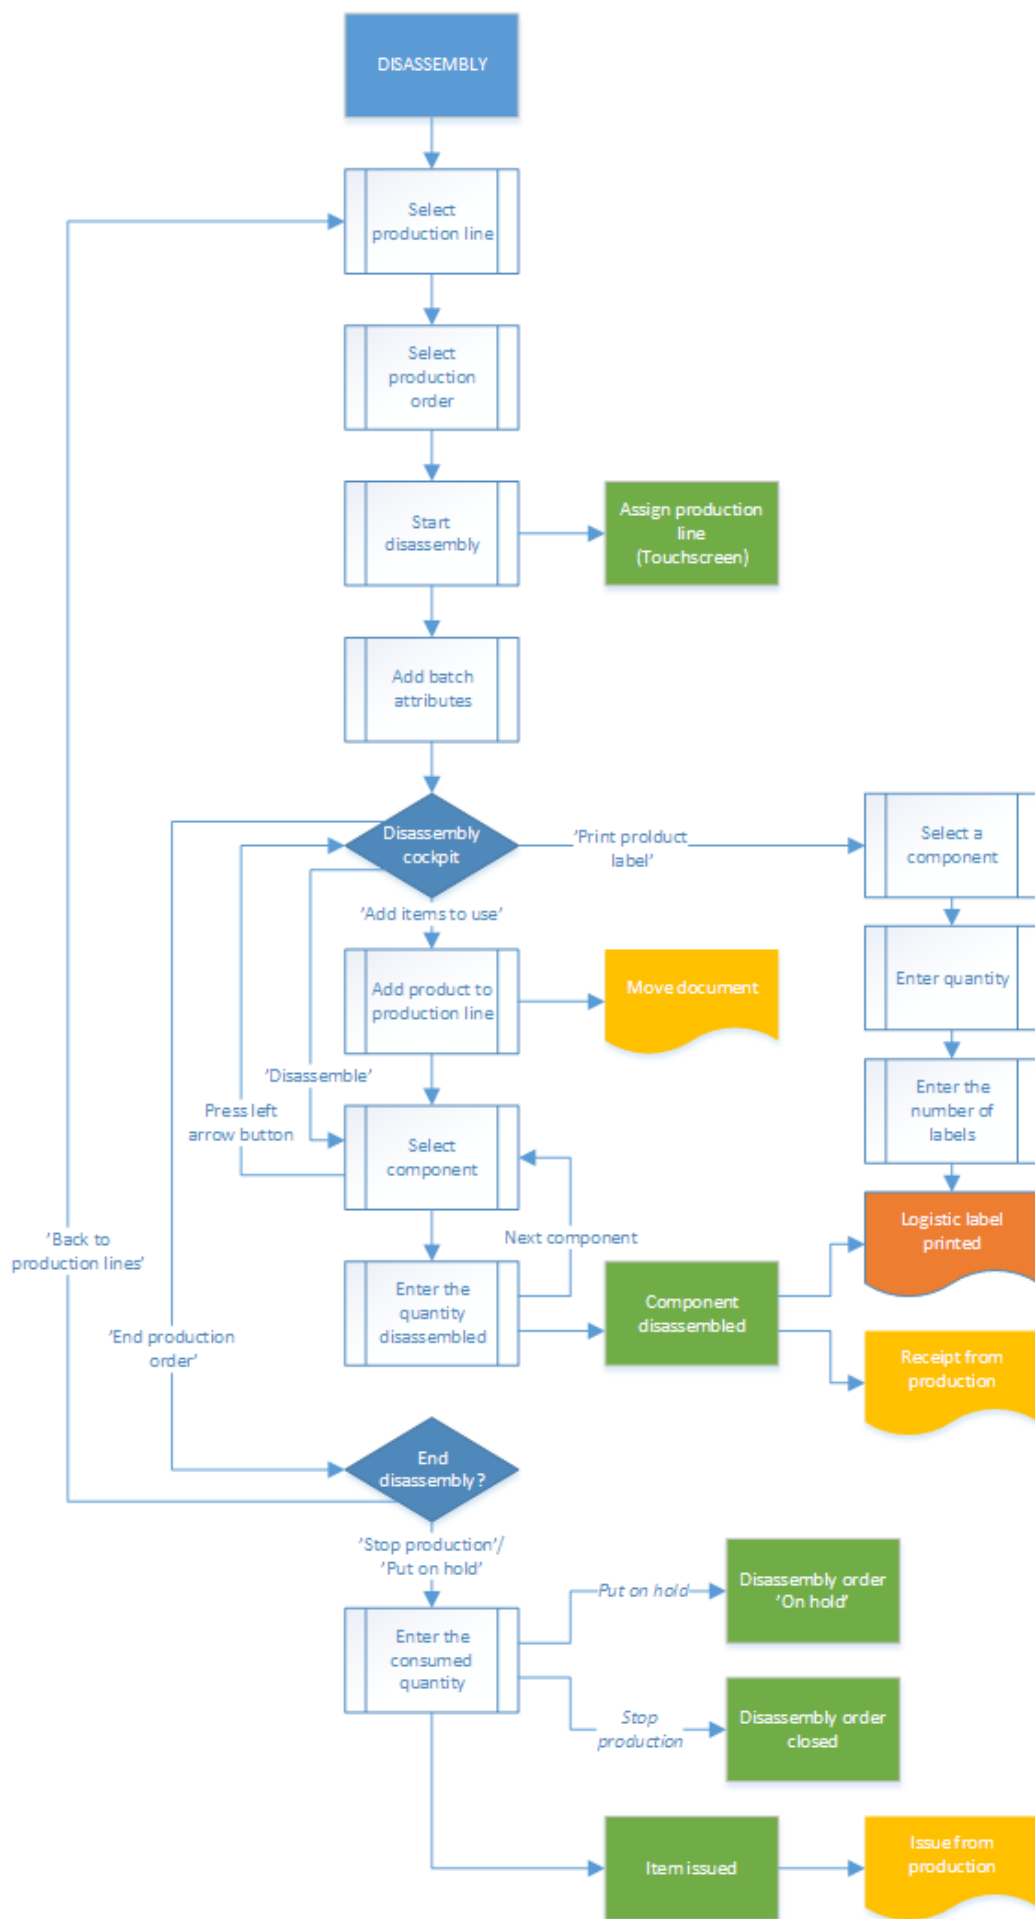 DISASSEMBLY
Select
production line
Select
production
order
Start
disassembly
Assign production
line
(Touchscreen)
Add batch
attributes
Disassembly
cockpit
'Print prolduct
label'
Select a
component
'Add items to use'
Add product to
production line
Move document
Enter quantity
'Disassemble'
Press left
arrow button
Select
component
Enter the
number of
labels
Next component
Logistic label
printed
'Back to
production lines'
Enter the
quantity
disassembled
Component
disassembled
'End production
order'
Receipt from
production
End
disassembly?
'Stop production'/
'Put on hold'
Enter the
consumed
quantity
Put on hold
Disassembly order
'On hold'
Stop
production
Disassembly order
closed
Item issued
Issue from
production